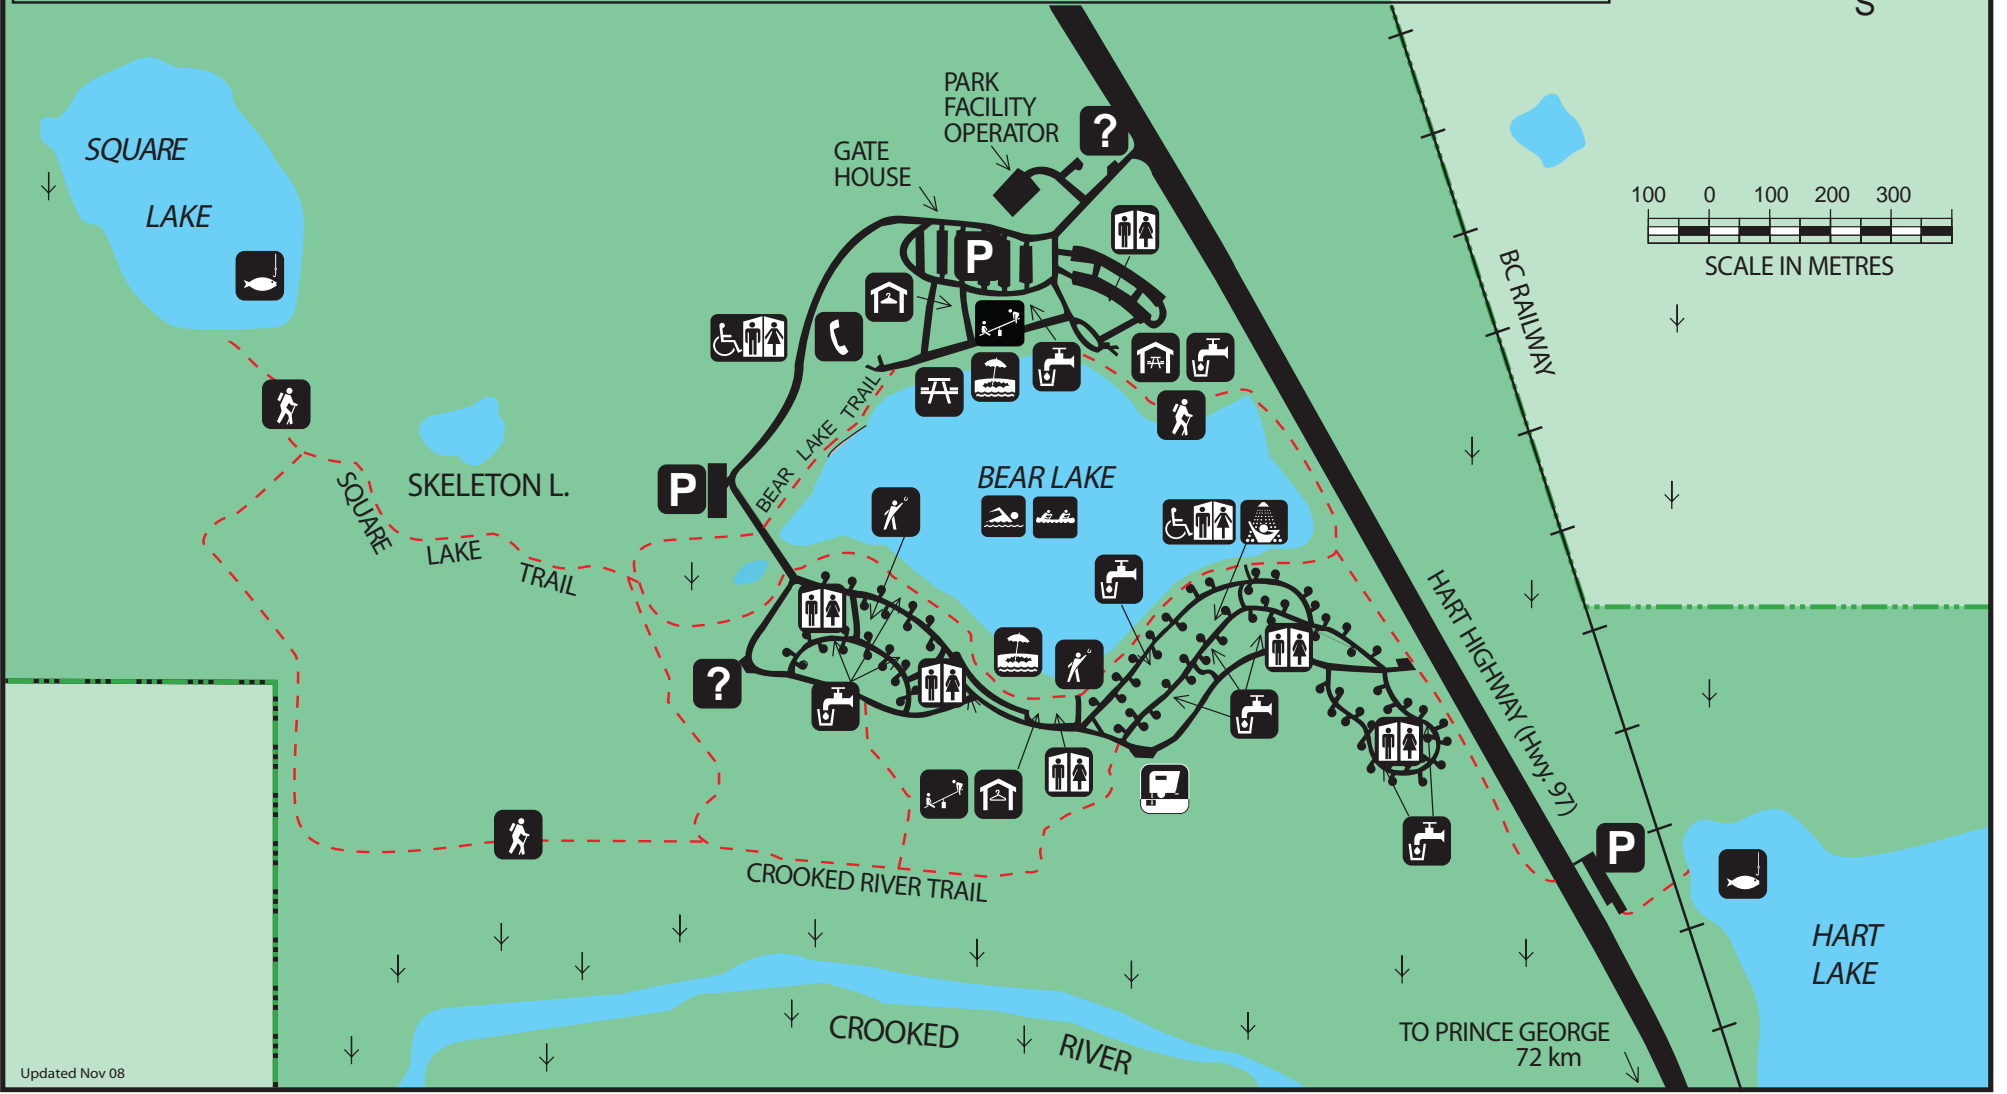 S
PARK
FACILITY
OPERATOR
?
GATE
HOUSE
SQUARE
LAKE
P
100 0 100 200 300
SCALE IN METRES
BC RAILWAY
BEAR LAKE TRAIL
BEAR LAKE
SKELETON L.
P
SQUARE
LAKE
TRAIL
HART HIGHWAY (Hwy. 97)
?
P
CROOKED RIVER TRAIL
HART
LAKE
CROOKED
RIVER
TO PRINCE GEORGE
72 km
Updated Nov 08